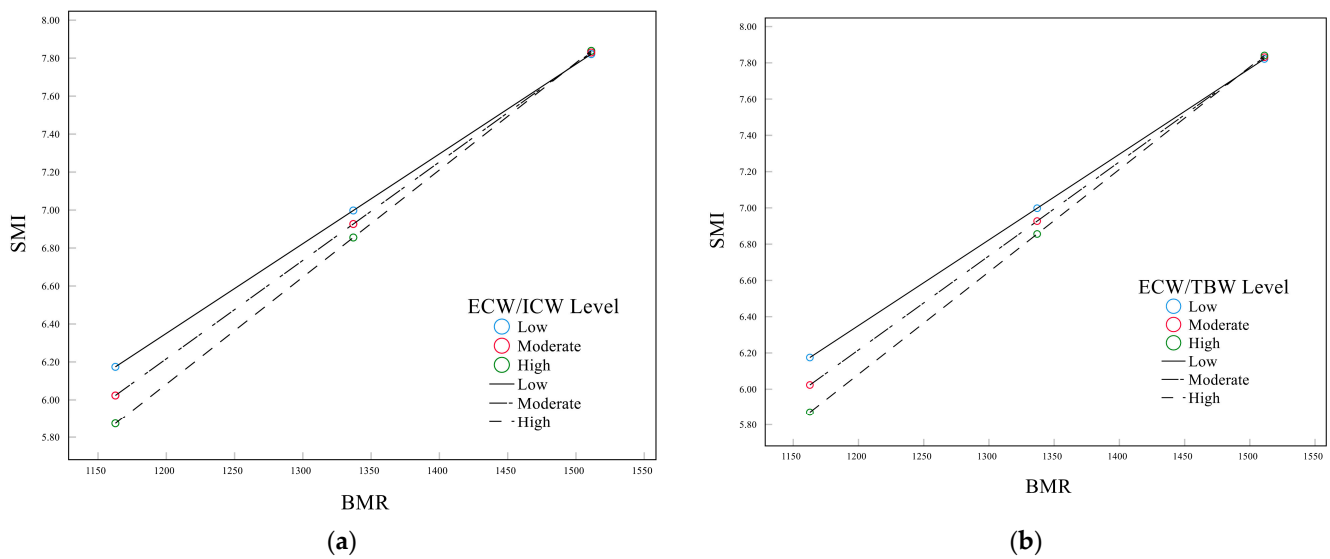 8.00
7.80
7.60
7.40
7.20
7.00
6.80
6.60
6.40
6.20
6.00
5.80
SMI
1150 1200 1250 1300 1350 1400 1450 1500 1550
BMR
ECW/ICW Level
Low
Moderate
High
Low
Moderate
High
(a)
8.00
7.80
7.60
7.40
7.20
7.00
6.80
6.60
6.40
6.20
6.00
5.80
SMI
1150 1200 1250 1300 1350 1400 1450 1500 1550
BMR
ECW/TBW Level
Low
Moderate
High
Low
Moderate
High
(b)